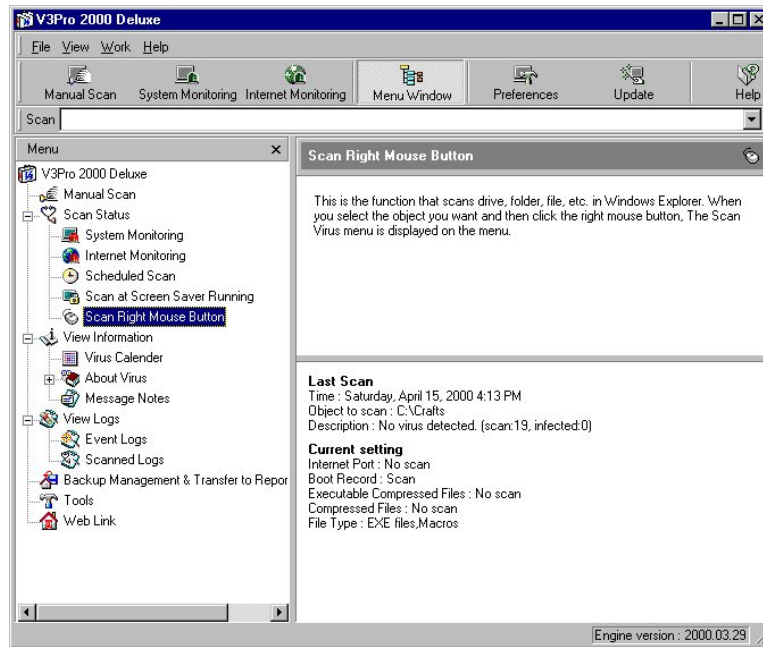 V3Pro 2000 Deluxe
File View Work Help
Manual Scan System Monitoring Internet Monitoring Menu Window Preferences Update Help
Scan
Menu
V3Pro 2000 Deluxe
Manual Scan
Scan Status
System Monitoring
Internet Monitoring
Scheduled Scan
Scan at Screen Saver Running
Scan Right Mouse Button
View Information
Virus Calender
About Virus
Message Notes
View Logs
Event Logs
Scanned Logs
Backup Management & Transfer to Repor
Tools
Web Link
Scan Right Mouse Button
This is the function that scans drive, folder, file, etc. in Windows Explorer. When
you select the object you want and then click the right mouse button, The Scan
Virus menu is displayed on the menu.
Last Scan
Time : Saturday, April 15, 2000 4:13 PM
Object to scan : C:\Crafts
Description : No virus detected. (scan:19, infected:0)
Current setting
Internet Port : No scan
Boot Record : Scan
Executable Compressed Files : No scan
Compressed Files : No scan
File Type : EXE files,Macros
Engine version : 2000.03.29